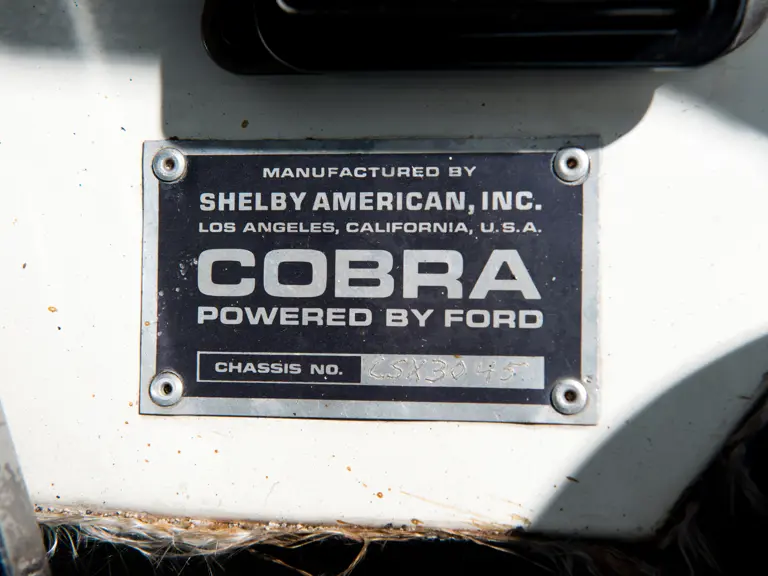 MANUFACTURED BY
SHELBY AMERICAN, INC.
LOS ANGELES, CALIFORNIA, U.S.A.
COBRA
POWERED BY FORD
CHASSIS NO. CSX3045